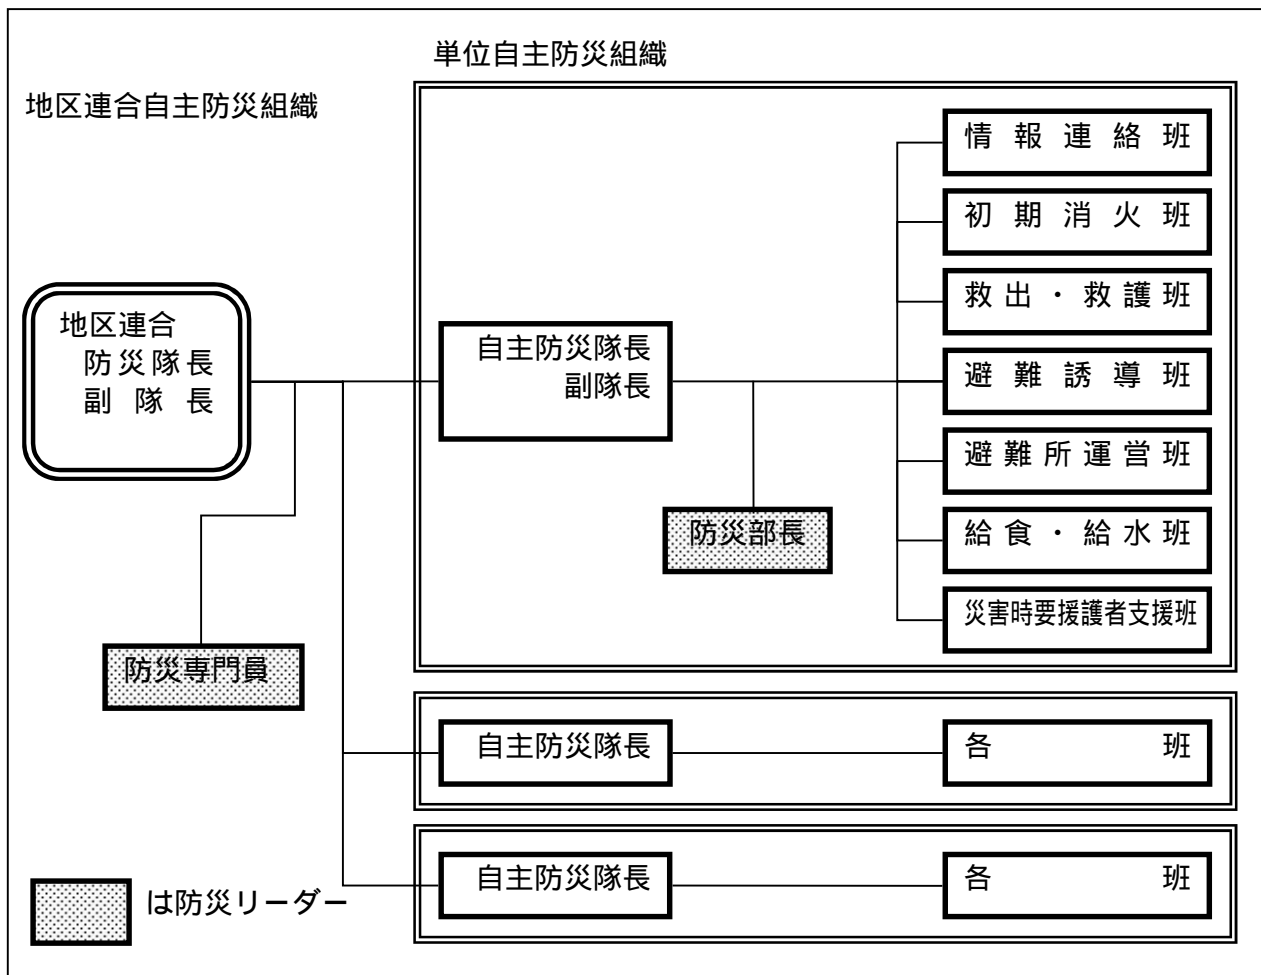 単位自主防災組織
地区連合自主防災組織
情報連絡班
初期消火班
救出・救護班
地区連合
防災隊長
副隊長
自主防災隊長
副隊長
避難誘導班
避難所運営班
防災部長
給食・給水班
災害時要援護者支援班
防災専門員
自主防災隊長
各班
自主防災隊長
各班
は防災リーダー